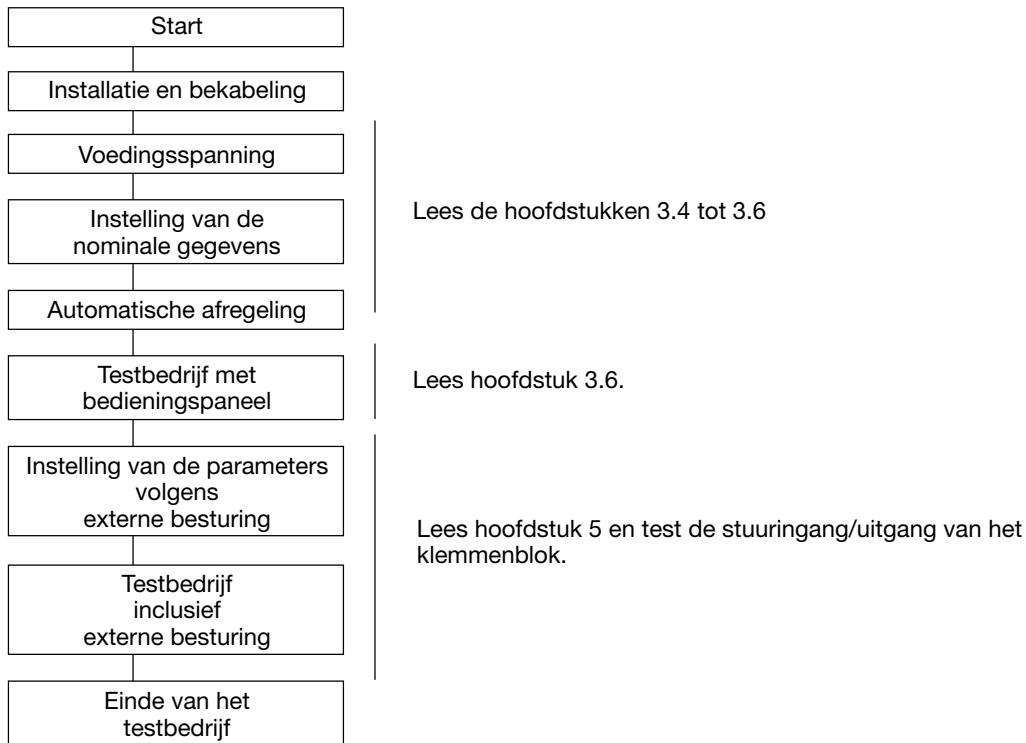 Start
Installatie en bekabeling
Voedingsspanning
Instelling van de
nominale gegevens
Automatische afregeling
Lees de hoofdstukken 3.4 tot 3.6
Testbedrijf met
bedieningspaneel
Lees hoofdstuk 3.6.
Instelling van de parameters
volgens
externe besturing
Testbedrijf
inclusief
externe besturing
Lees hoofdstuk 5 en test de stuuringang/uitgang van het
klemmenblok.
Einde van het
testbedrijf